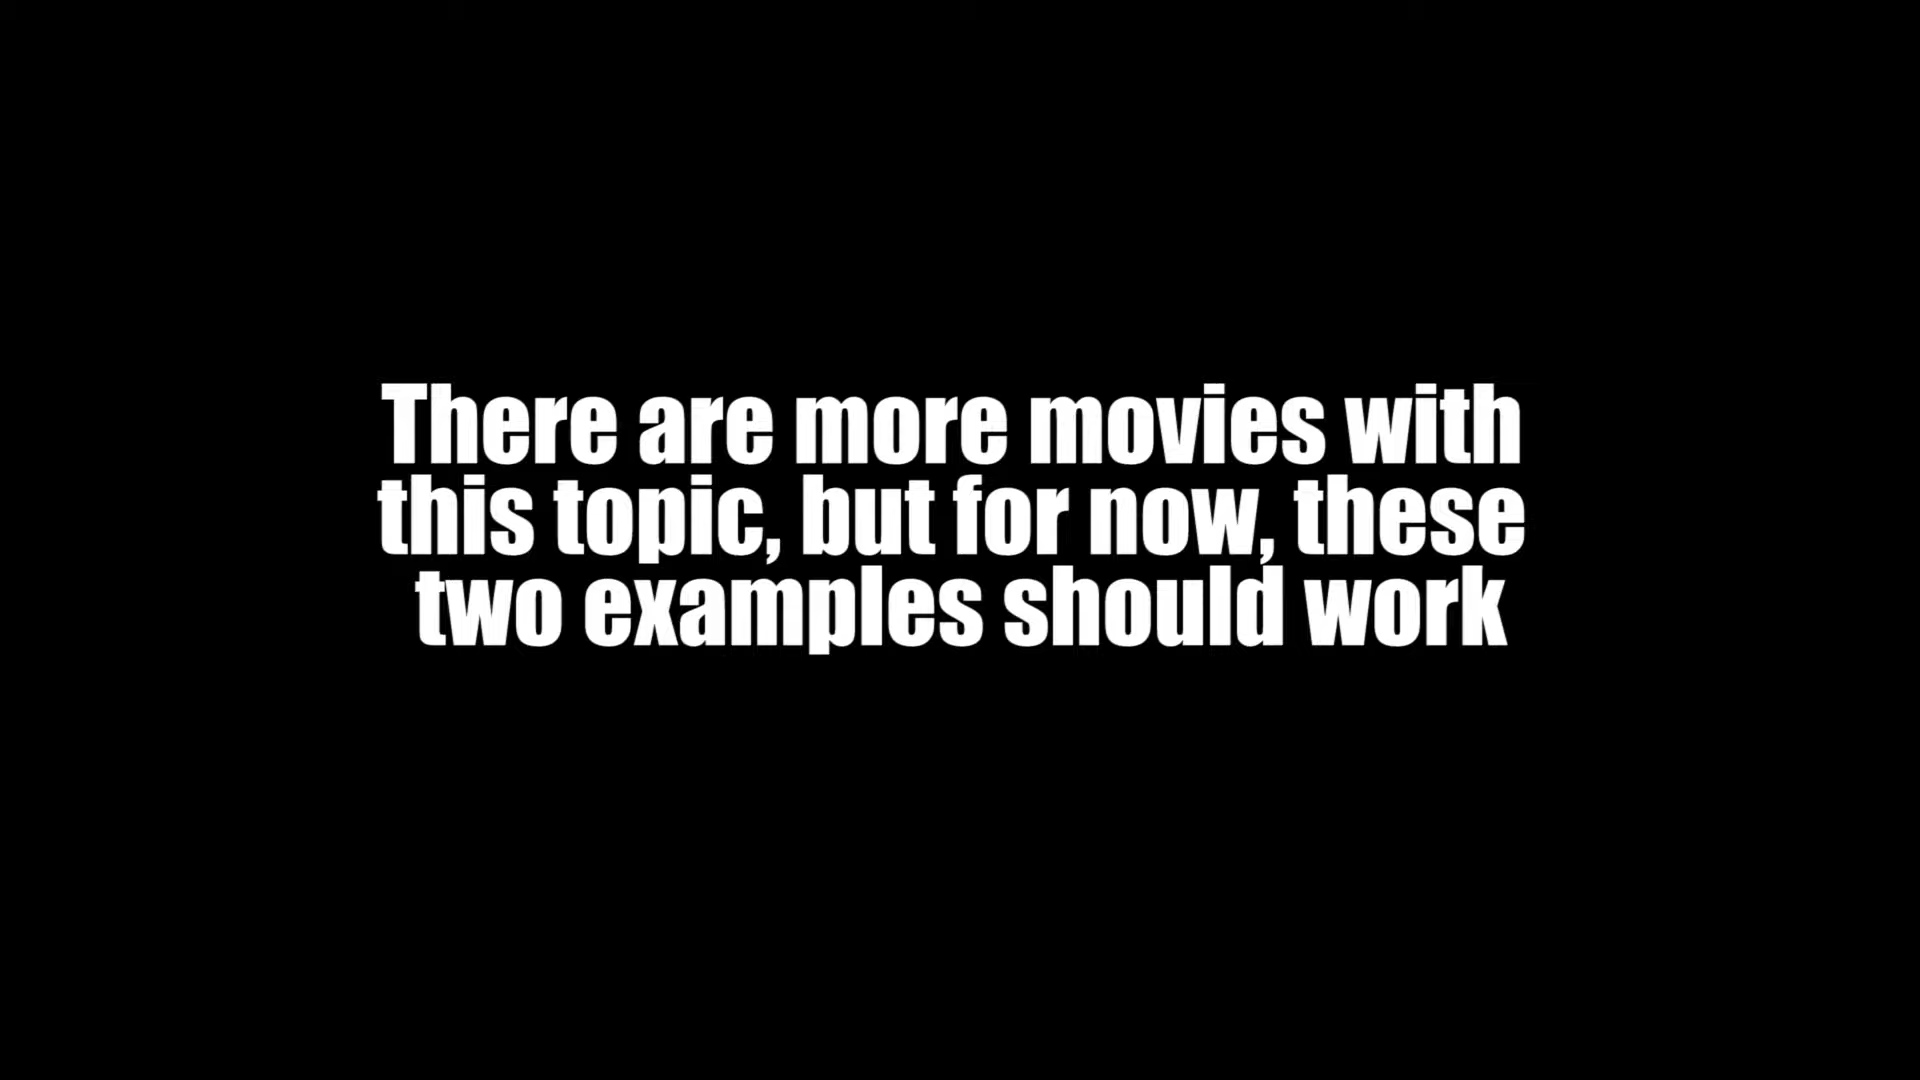 There are more movies with
this topic, but for now, these
two examples should work